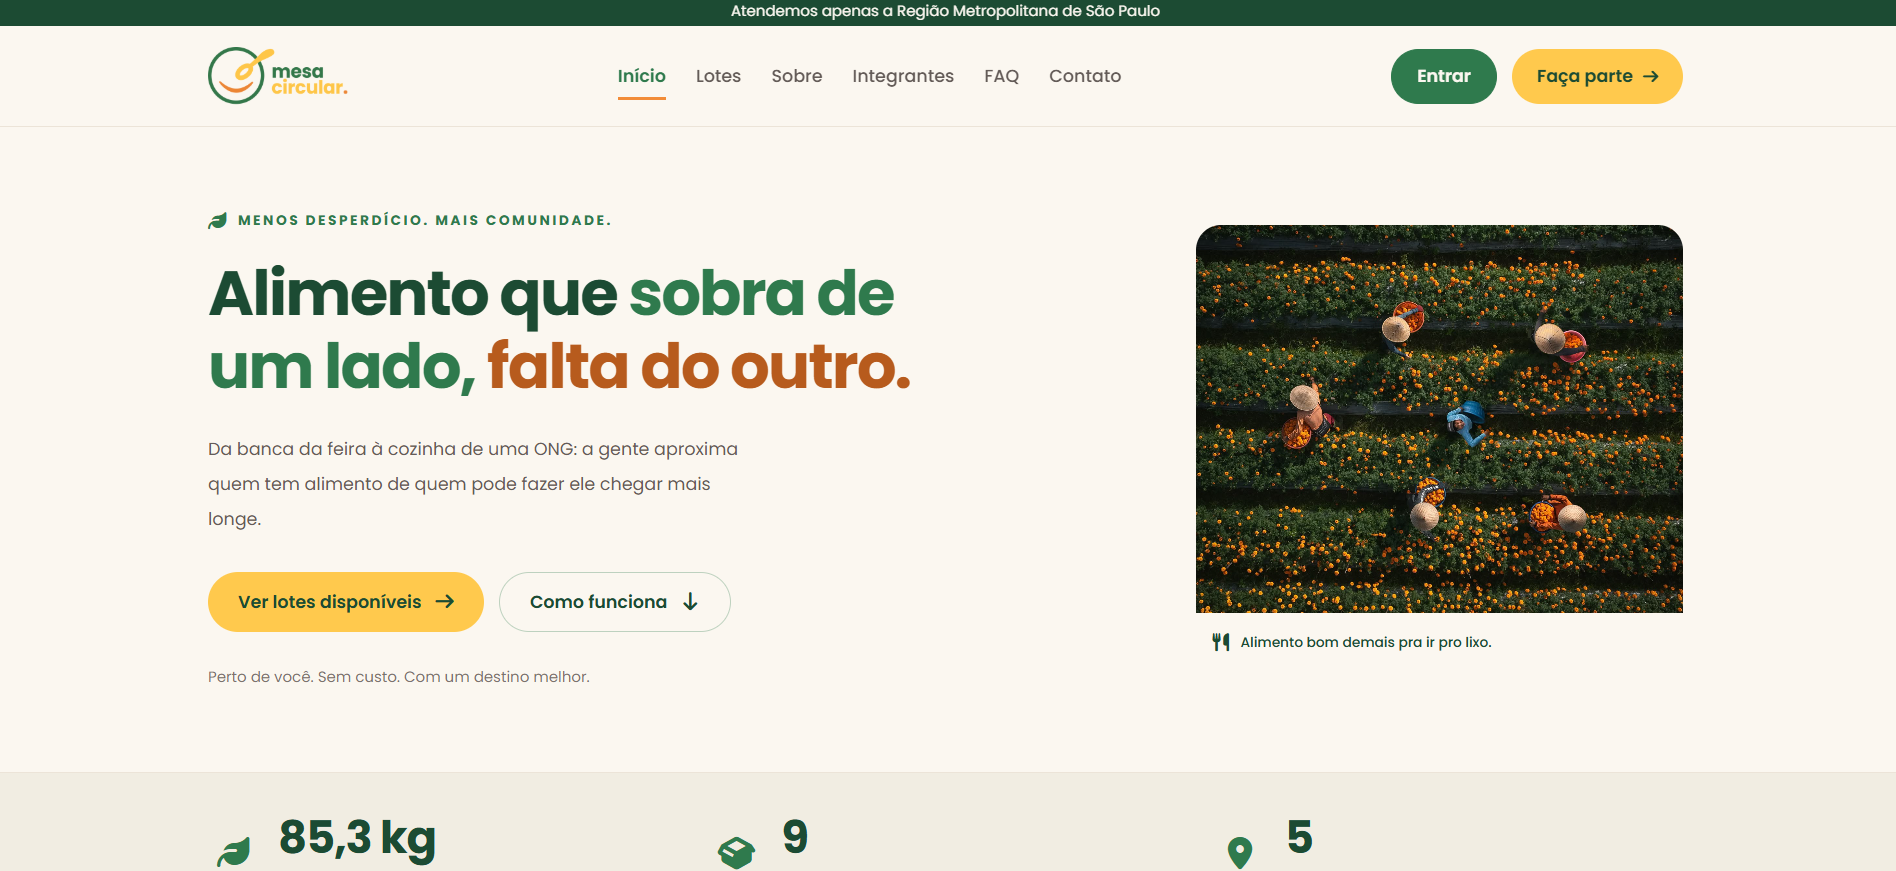 Atendemos apenas a Região Metropolitana de São Paulo
mesa
circular.
Início
Lotes
Sobre
Integrantes
FAQ
Contato
Entrar
Faça parte
MENOS DESPERDÍCIO. MAIS COMUNIDADE.
Alimento que sobra de
um lado, falta do outro.
Da banca da feira à cozinha de uma ONG: a gente aproxima
quem tem alimento de quem pode fazer ele chegar mais
longe.
Ver lotes disponíveis
Como funciona
Perto de você. Sem custo. Com um destino melhor.
Alimento bom demais pra ir pro lixo.
85,3 kg
9
5